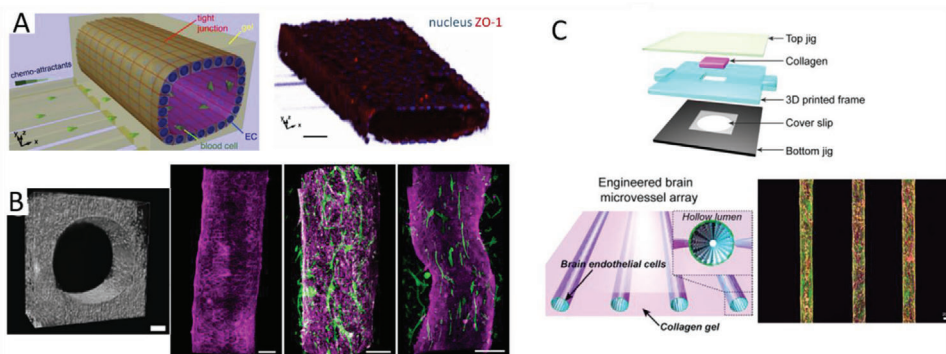 A
tight
junction
gel
chemo-attractants
EC
blood cell
nucleus ZO-1
B
C
Top jig
Collagen
3D printed frame
Cover slip
Bottom jig
Engineered brain
microvessel array
Hollow lumen
Brain endothelial cells
Collagen gel